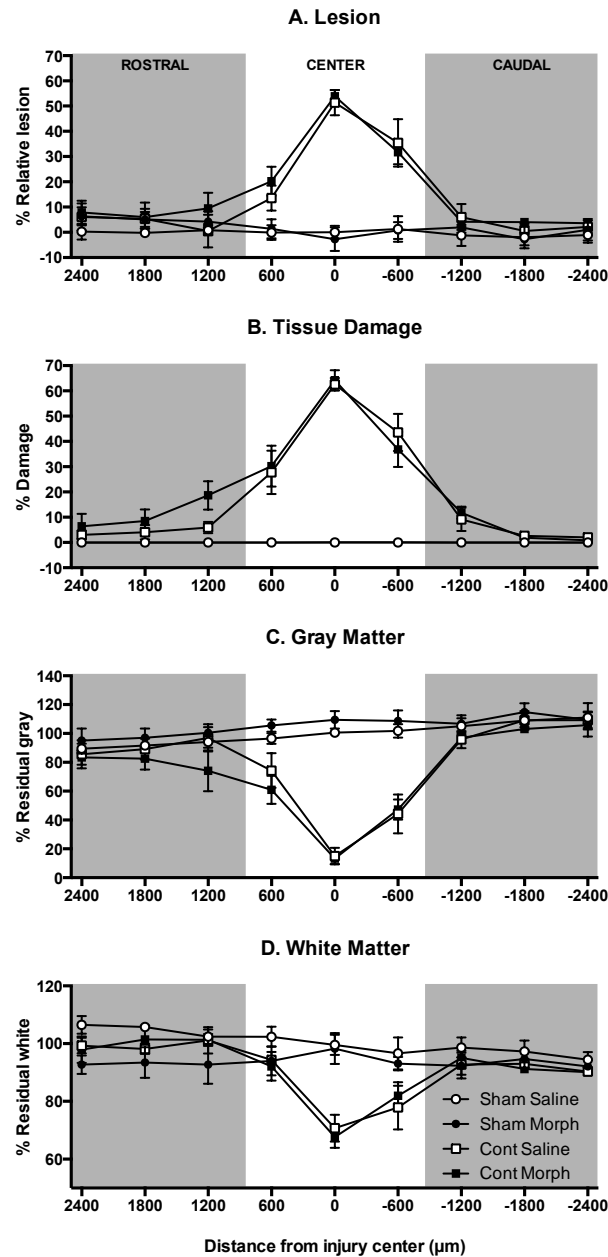 A. Lesion
ROSTRAL CENTER CAUDAL
% Relative lesion
70
60
50
40
30
20
10
0
-10
2400 1800 1200 600 0 -600 -1200 -1800 -2400
B. Tissue Damage
% Damage
70
60
50
40
30
20
10
0
-10
2400 1800 1200 600 0 -600 -1200 -1800 -2400
C. Gray Matter
% Residual gray
140
120
100
80
60
40
20
0
2400 1800 1200 600 0 -600 -1200 -1800 -2400
D. White Matter
% Residual white
120
100
80
60
Sham Saline
Sham Morph
Cont Saline
Cont Morph
2400 1800 1200 600 0 -600 -1200 -1800 -2400
Distance from injury center (µm)